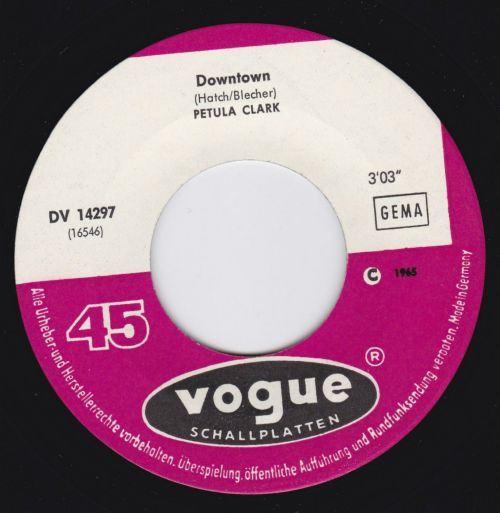 Downtown
(Hatch/Blecher)
PETULA CLARK
3'03"
GEMA
DV 14297
(16546)
C 1965
45
vogue ®
SCHALLPLATTEN
Alle Urheber- und Herstellerrechte vorbehalten. Überspielung, öffentliche Aufführung und Rundfunksendung verboten. Made in Germany